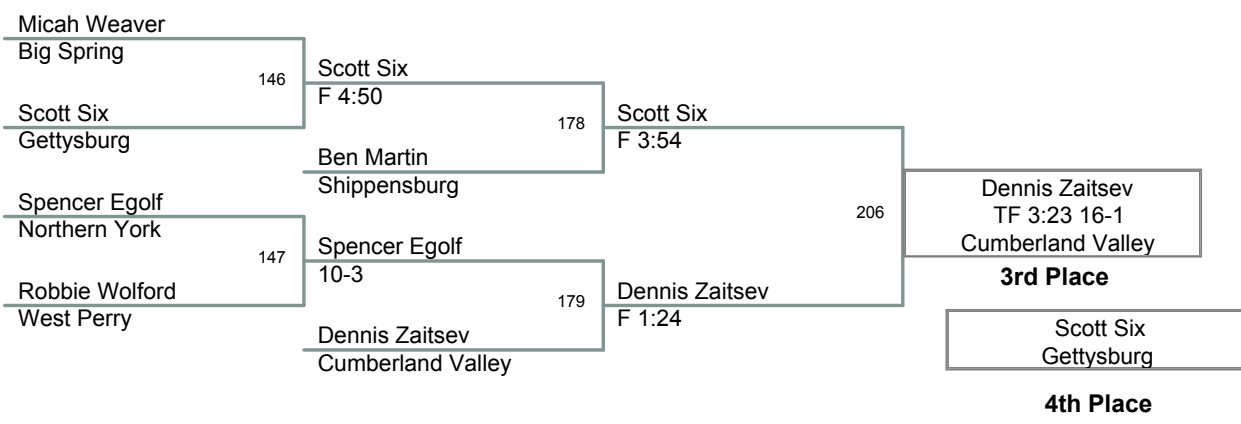 Micah Weaver
Big Spring
146
Scott Six
F 4:50
Scott Six
Gettysburg
178
Scott Six
F 3:54
Ben Martin
Shippensburg
Spencer Egolf
Northern York
206
Dennis Zaitsev
TF 3:23 16-1
Cumberland Valley
3rd Place
147
Spencer Egolf
10-3
Robbie Wolford
West Perry
179
Dennis Zaitsev
F 1:24
Dennis Zaitsev
Cumberland Valley
Scott Six
Gettysburg
4th Place